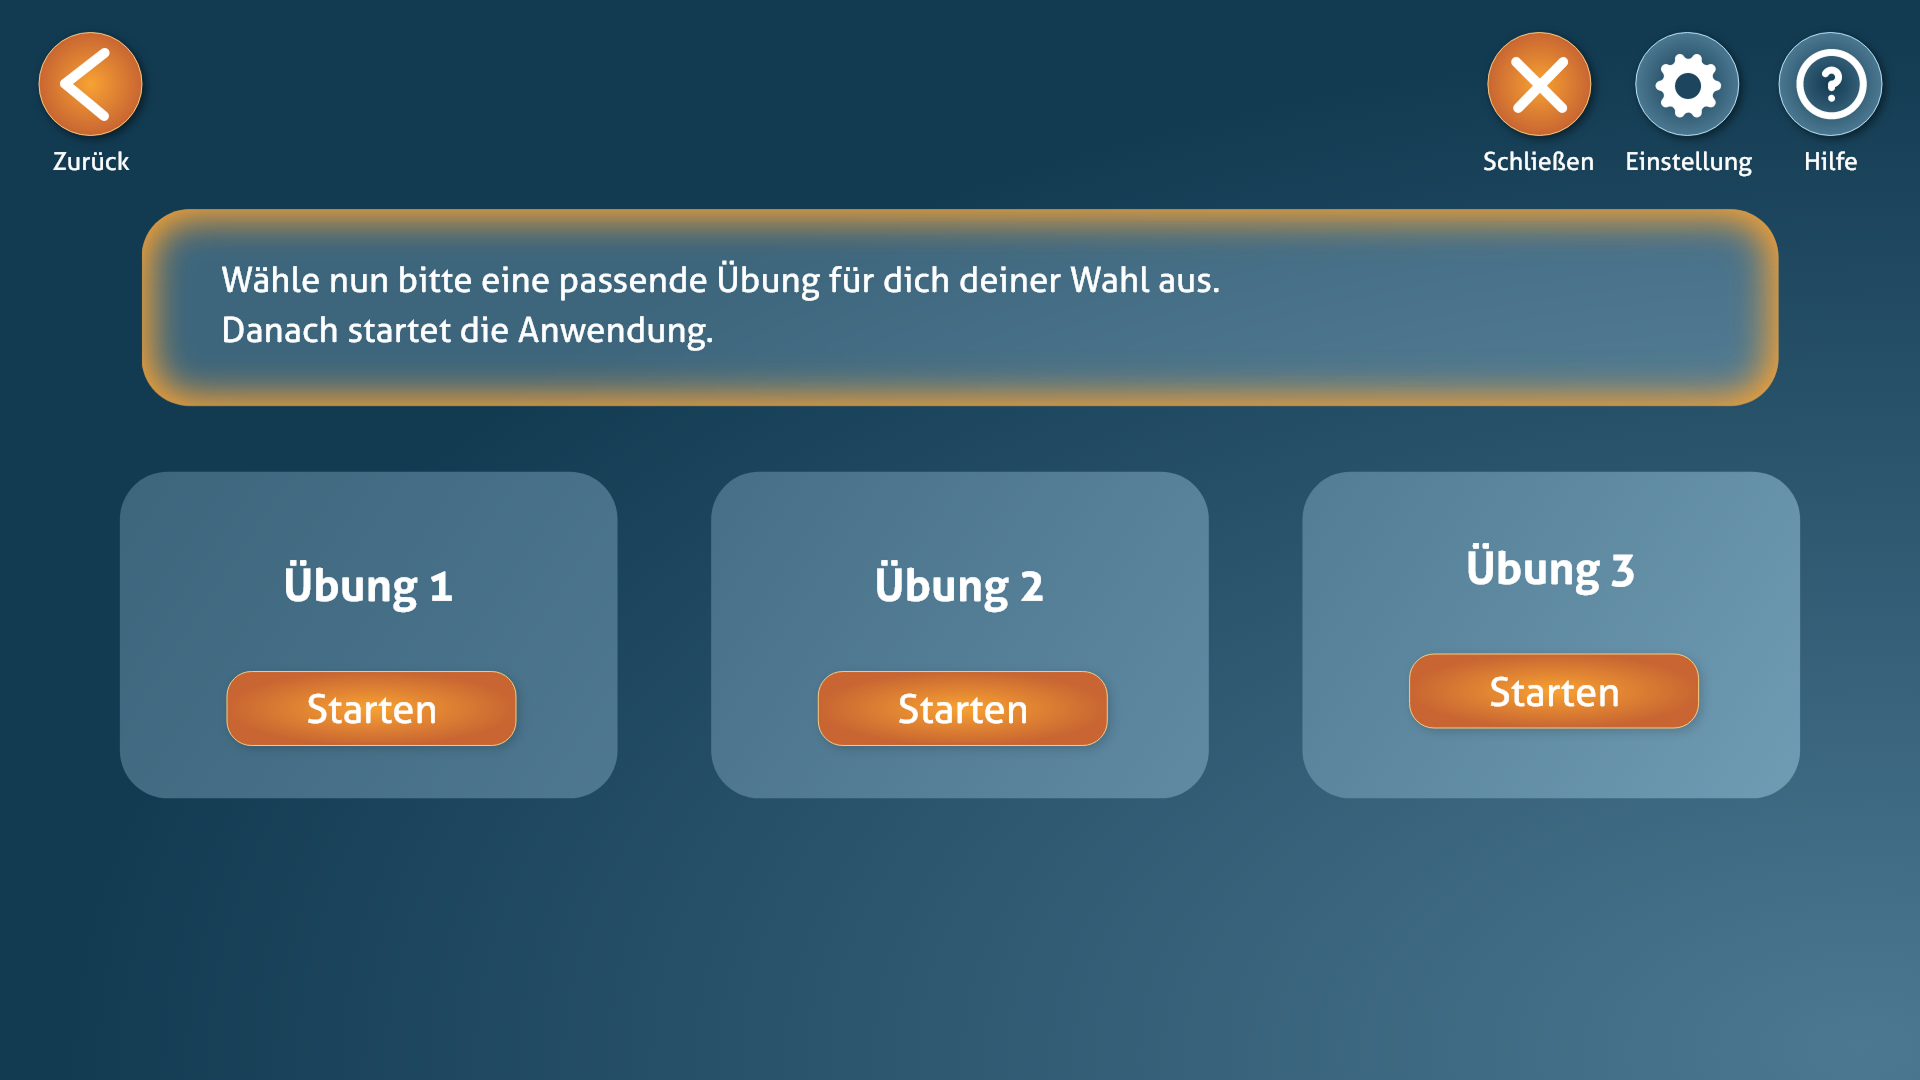 Zurück
Schließen
Einstellung
Hilfe
Wähle nun bitte eine passende Übung für dich deiner Wahl aus.
Danach startet die Anwendung.
Übung 1
Starten
Übung 2
Starten
Übung 3
Starten